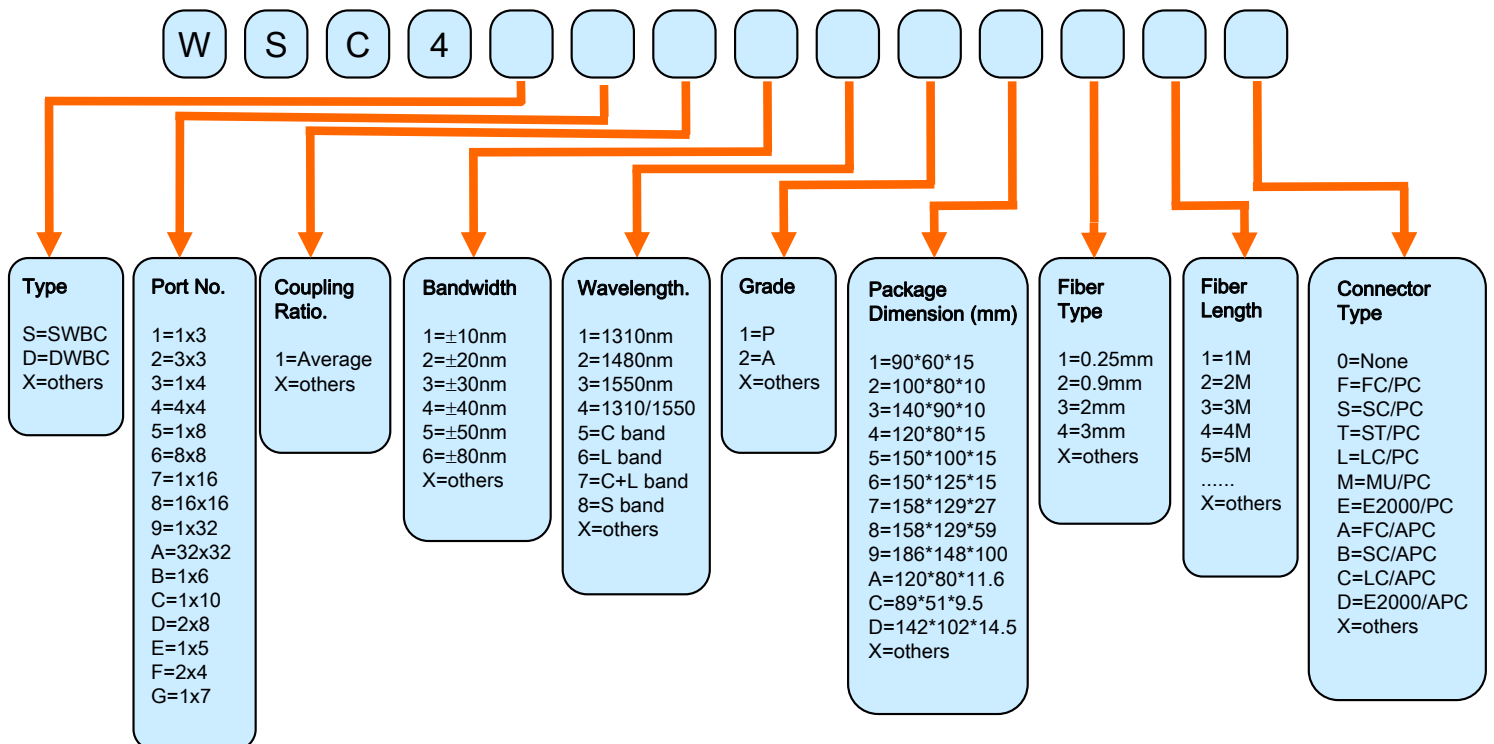 W S C 4
Type
S=SWBC
D=DWBC
X=others
Port No.
1=1x3
2=3x3
3=1x4
4=4x4
5=1x8
6=8x8
7=1x16
8=16x16
9=1x32
A=32x32
B=1x6
C=1x10
D=2x8
E=1x5
F=2x4
G=1x7
Coupling
Ratio.
1=Average
X=others
Bandwidth
1=±10nm
2=±20nm
3=±30nm
4=±40nm
5=±50nm
6=±80nm
X=others
Wavelength.
1=1310nm
2=1480nm
3=1550nm
4=1310/1550
5=C band
6=L band
7=C+L band
8=S band
X=others
Grade
1=P
2=A
X=others
Package
Dimension (mm)
1=90*60*15
2=100*80*10
3=140*90*10
4=120*80*15
5=150*100*15
6=150*125*15
7=158*129*27
8=158*129*59
9=186*148*100
A=120*80*11.6
C=89*51*9.5
D=142*102*14.5
X=others
Fiber
Type
1=0.25mm
2=0.9mm
3=2mm
4=3mm
X=others
Fiber
Length
1=1M
2=2M
3=3M
4=4M
5=5M
......
X=others
Connector
Type
0=None
F=FC/PC
S=SC/PC
T=ST/PC
L=LC/PC
M=MU/PC
E=E2000/PC
A=FC/APC
B=SC/APC
C=LC/APC
D=E2000/APC
X=others